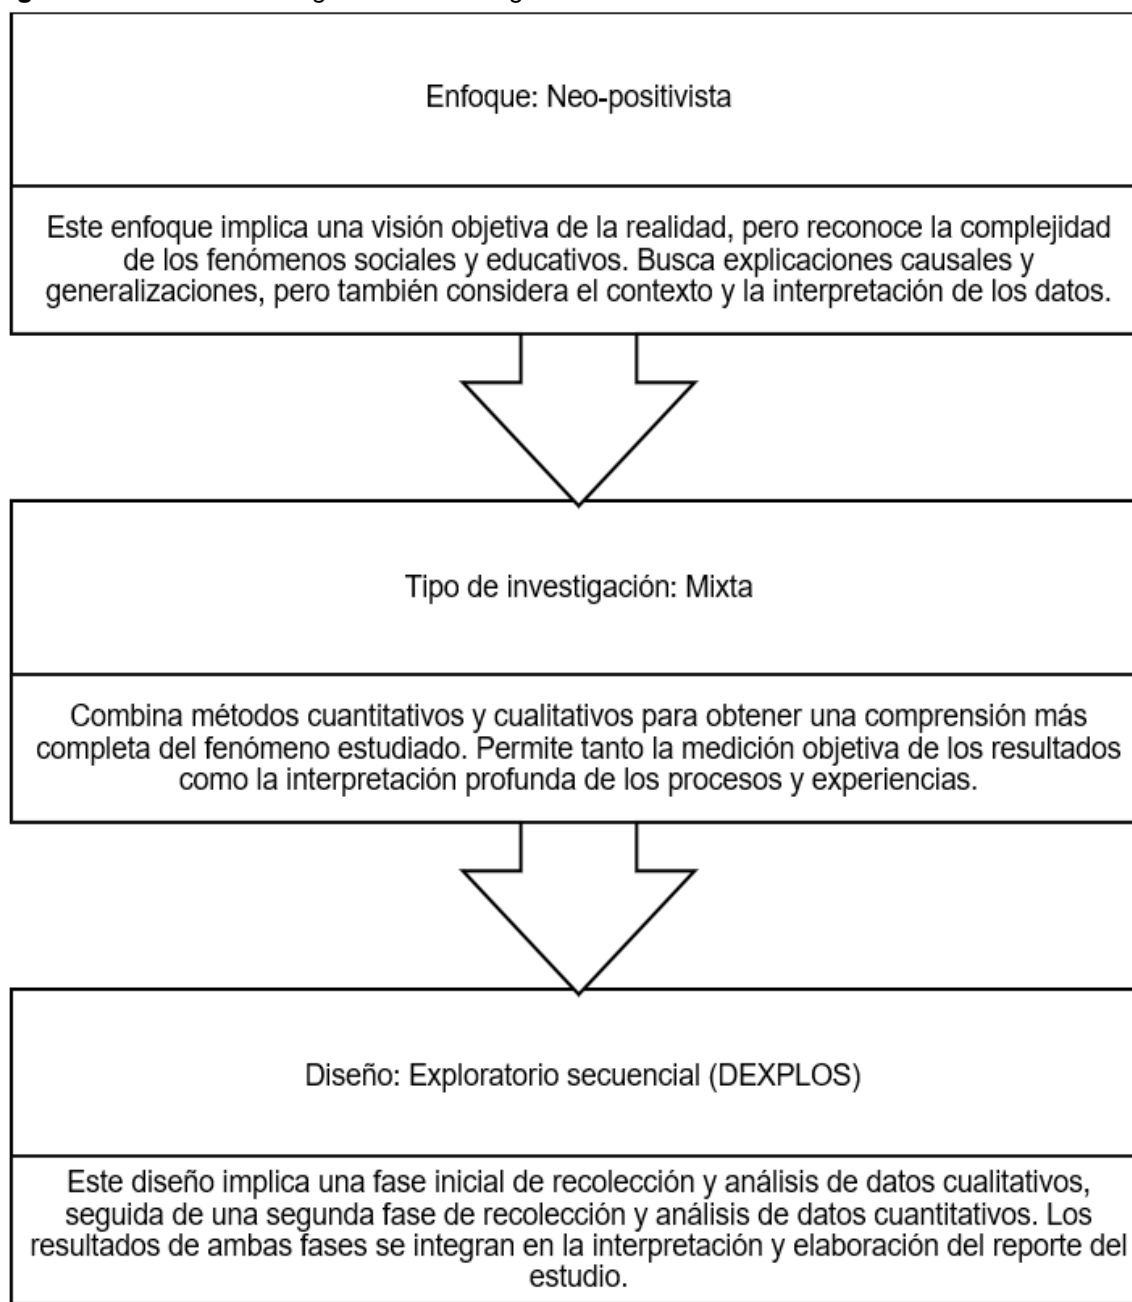 Enfoque: Neo-positivista
Este enfoque implica una visión objetiva de la realidad, pero reconoce la complejidad
de los fenómenos sociales y educativos. Busca explicaciones causales y
generalizaciones, pero también considera el contexto y la interpretación de los datos.
Tipo de investigación: Mixta
Combina métodos cuantitativos y cualitativos para obtener una comprensión más
completa del fenómeno estudiado. Permite tanto la medición objetiva de los resultados
como la interpretación profunda de los procesos y experiencias.
Diseño: Exploratorio secuencial (DEXPLOS)
Este diseño implica una fase inicial de recolección y análisis de datos cualitativos,
seguida de una segunda fase de recolección y análisis de datos cuantitativos. Los
resultados de ambas fases se integran en la interpretación y elaboración del reporte del
estudio.